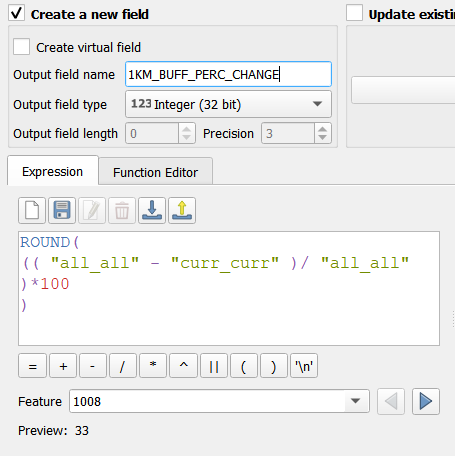 Create a new field
Update existin
Create virtual field
Output field name 1KM_BUFF_PERC_CHANGE
Output field type 123 Integer (32 bit)
Output field length 0 Precision 3
Expression Function Editor
ROUND(
(( "all_all" - "curr_curr" )/ "all_all"
)*100
)
= + - / * ^ || ( ) '\n'
Feature 1008
Preview: 33